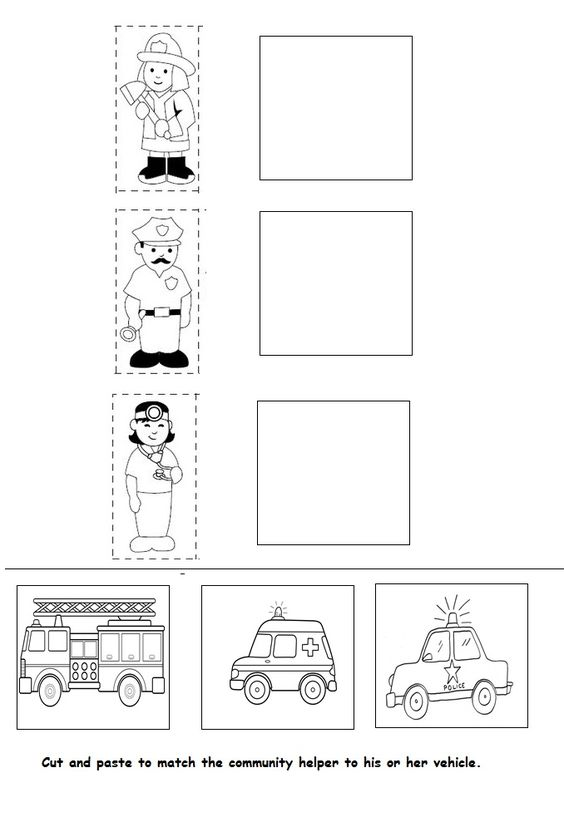 POLICE
Cut and paste to match the community helper to his or her vehicle.